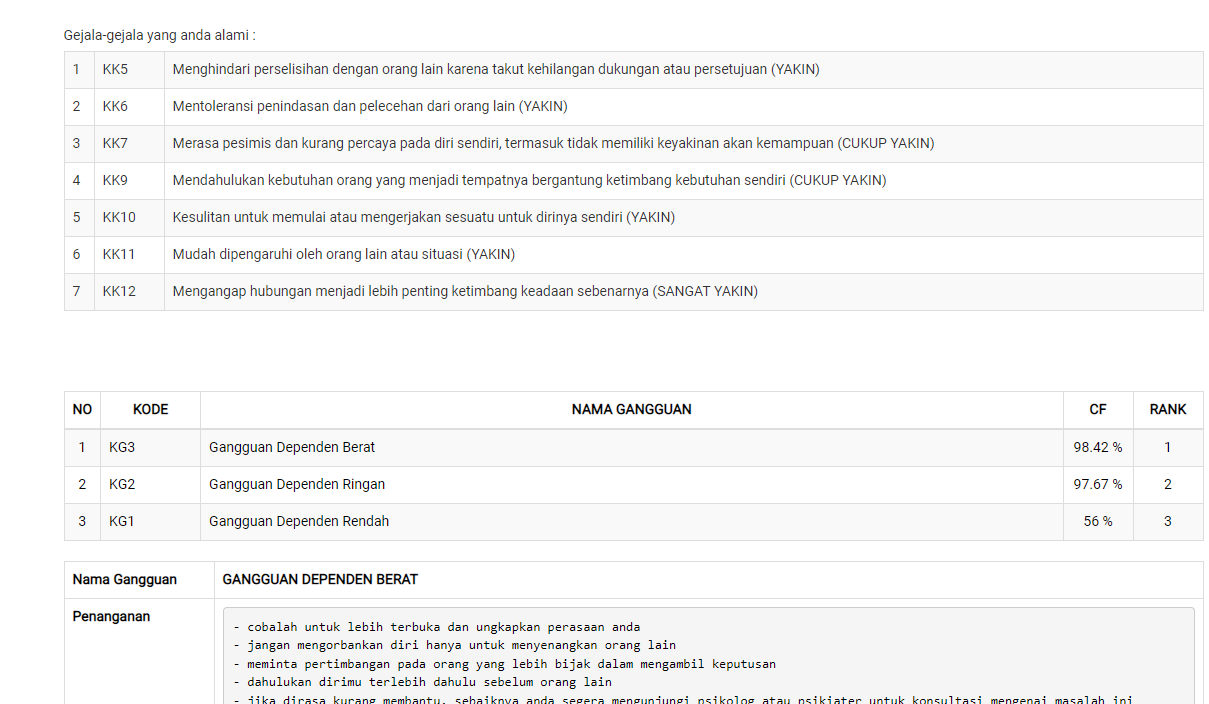 Gejala-gejala yang anda alami :
1 KK5 Menghindari perselisihan dengan orang lain karena takut kehilangan dukungan atau persetujuan (YAKIN)
2 KK6 Mentoleransi penindasan dan pelecehan dari orang lain (YAKIN)
3 KK7 Merasa pesimis dan kurang percaya pada diri sendiri, termasuk tidak memiliki keyakinan akan kemampuan (CUKUP YAKIN)
4 KK9 Mendahulukan kebutuhan orang yang menjadi tempatnya bergantung ketimbang kebutuhan sendiri (CUKUP YAKIN)
5 KK10 Kesulitan untuk memulai atau mengerjakan sesuatu untuk dirinya sendiri (YAKIN)
6 KK11 Mudah dipengaruhi oleh orang lain atau situasi (YAKIN)
7 KK12 Mengangap hubungan menjadi lebih penting ketimbang keadaan sebenarnya (SANGAT YAKIN)
NO KODE NAMA GANGGUAN CF RANK
1 KG3 Gangguan Dependen Berat 98.42 % 1
2 KG2 Gangguan Dependen Ringan 97.67 % 2
3 KG1 Gangguan Dependen Rendah 56 % 3
Nama Gangguan GANGGUAN DEPENDEN BERAT
Penanganan
- cobalah untuk lebih terbuka dan ungkapkan perasaan anda
- jangan mengorbankan diri hanya untuk menyenangkan orang lain
- meminta pertimbangan pada orang yang lebih bijak dalam mengambil keputusan
- dahulukan dirimu terlebih dahulu sebelum orang lain
- jika dirasa kurang membantu, sebaiknya anda segera mengunjungi psikolog atau psikiater untuk konsultasi mengenai masalah ini